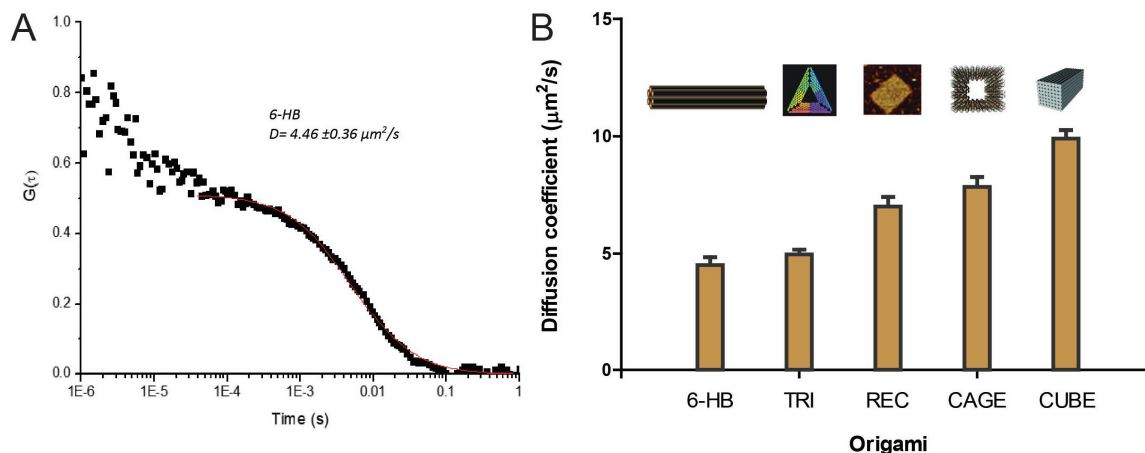 A
1.0
0.8
0.6
0.4
0.2
0.0
G(τ)
6-HB
D= 4.46 ±0.36 μm²/s
1E-6
1E-5
1E-4
1E-3
0.01
0.1
1
Time (s)
B
15
10
5
0
Diffusion coefficient (μm²/s)
6-HB
TRI
REC
CAGE
CUBE
Origami